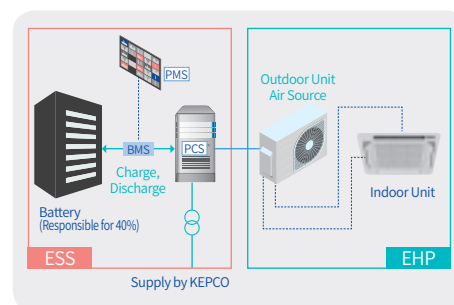 PMS
Outdoor Unit
Air Source
BMS
PCS
Charge,
Discharge
Indoor Unit
Battery
(Responsible for 40%)
ESS
EHP
Supply by KEPCO